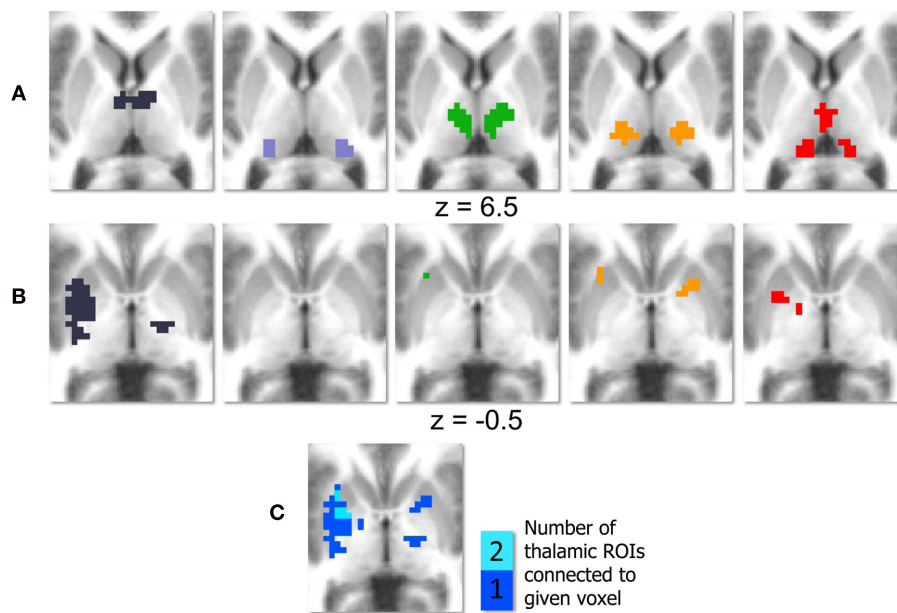 A
z = 6.5
B
z = -0.5
C
2
1
Number of
thalamic ROIs
connected to
given voxel